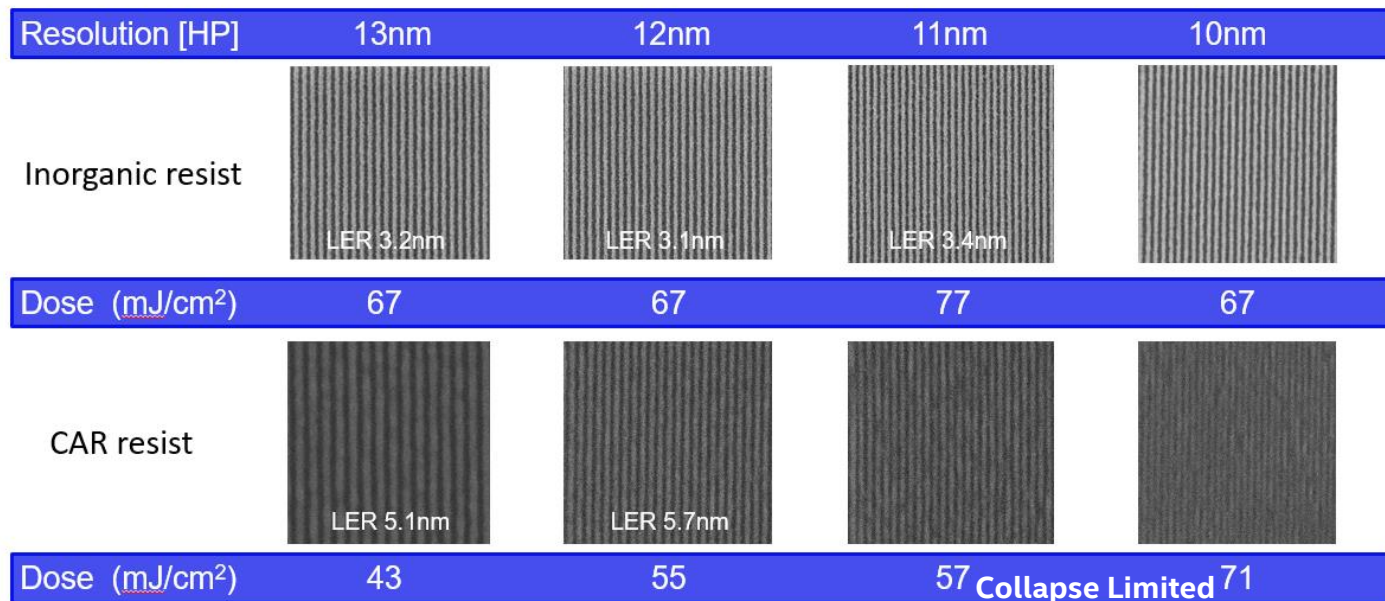 Resolution [HP] 13nm 12nm 11nm 10nm
Inorganic resist
LER 3.2nm LER 3.1nm LER 3.4nm
Dose (mJ/cm²) 67 67 77 67
CAR resist
LER 5.1nm LER 5.7nm
Dose (mJ/cm²) 43 55 57 Collapse Limited 71